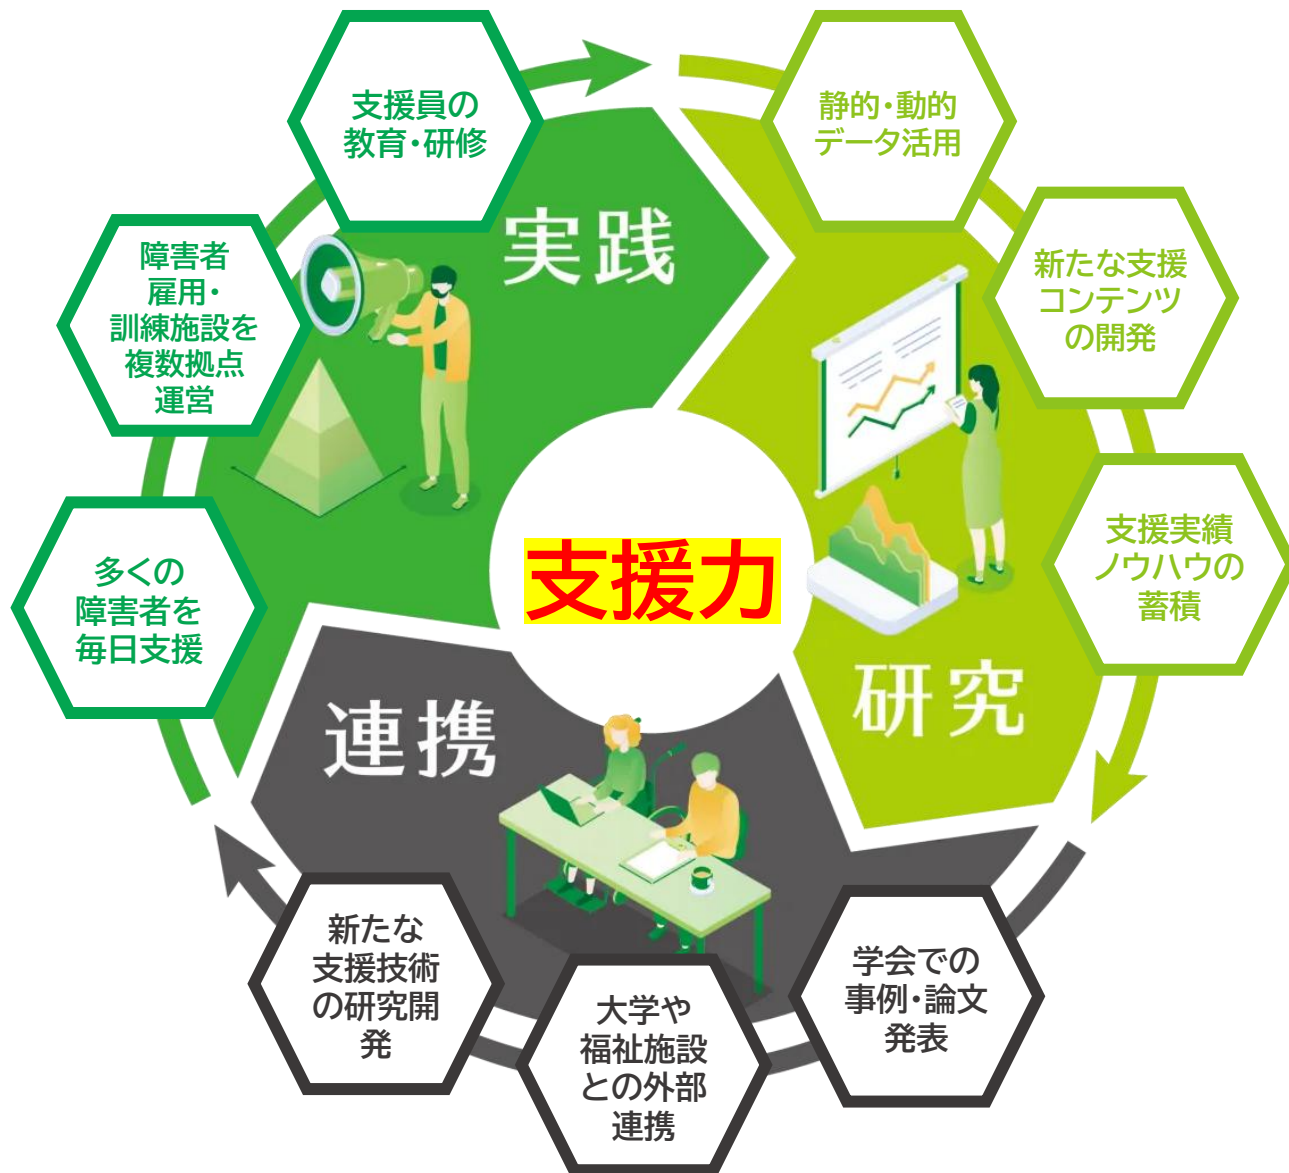 支援員の
教育・研修
静的・動的
データ活用
実践
障害者
雇用・
訓練施設を
複数拠点
運営
新たな支援
コンテンツ
の開発
多くの
障害者を
毎日支援
支援力
支援実績
ノウハウの
蓄積
研究
連携
新たな
支援技術
の研究開
発
大学や
福祉施設
との外部
連携
学会での
事例・論文
発表